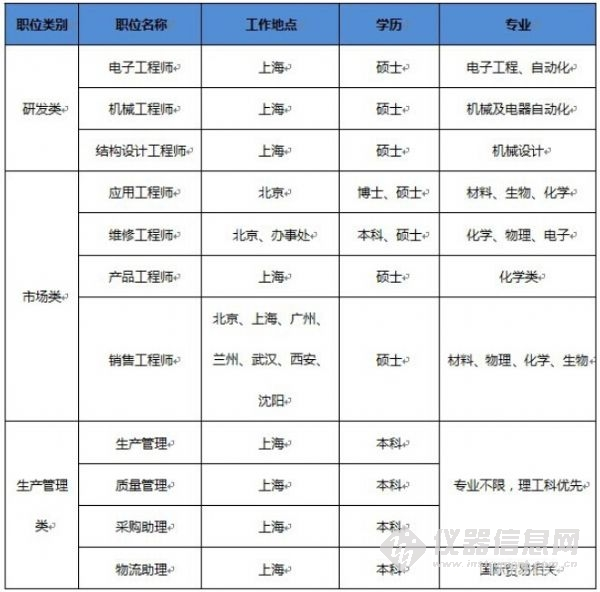 职位类别 职位名称 工作地点 学历 专业
研发类 电子工程师 上海 硕士 电子工程、自动化
机械工程师 上海 硕士 机械及电器自动化
结构设计工程师 上海 硕士 机械设计
市场类 应用工程师 北京 博士、硕士 材料、生物、化学
维修工程师 北京、办事处 本科、硕士 化学、物理、电子
产品工程师 上海 硕士 化学类
销售工程师 北京、上海、广州、
兰州、武汉、西安、
沈阳 硕士 材料、物理、化学、生物
生产管理
类 生产管理 上海 本科 专业不限，理工科优先
质量管理 上海 本科
采购助理 上海 本科
物流助理 上海 本科 国际贸易相关
仪器信息网